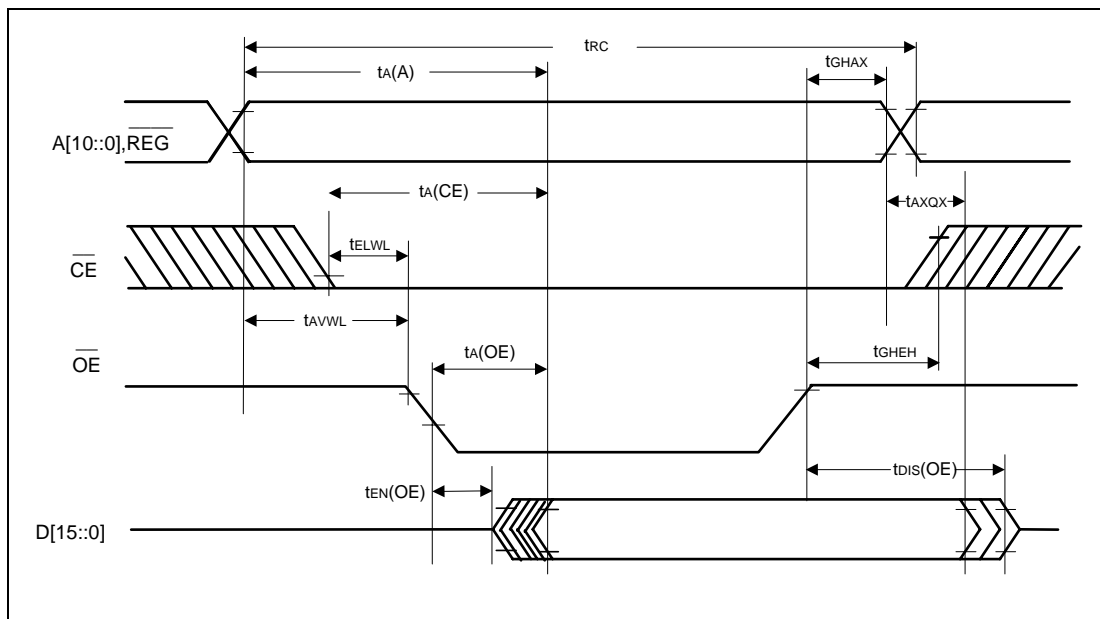 tRC
tA(A)
tGHAX
A[10::0],REG
tA(CE)
tAXQX
tELWL
CE
tAVWL
tA(OE)
tGHEH
OE
tDIS(OE)
tEN(OE)
D[15::0]